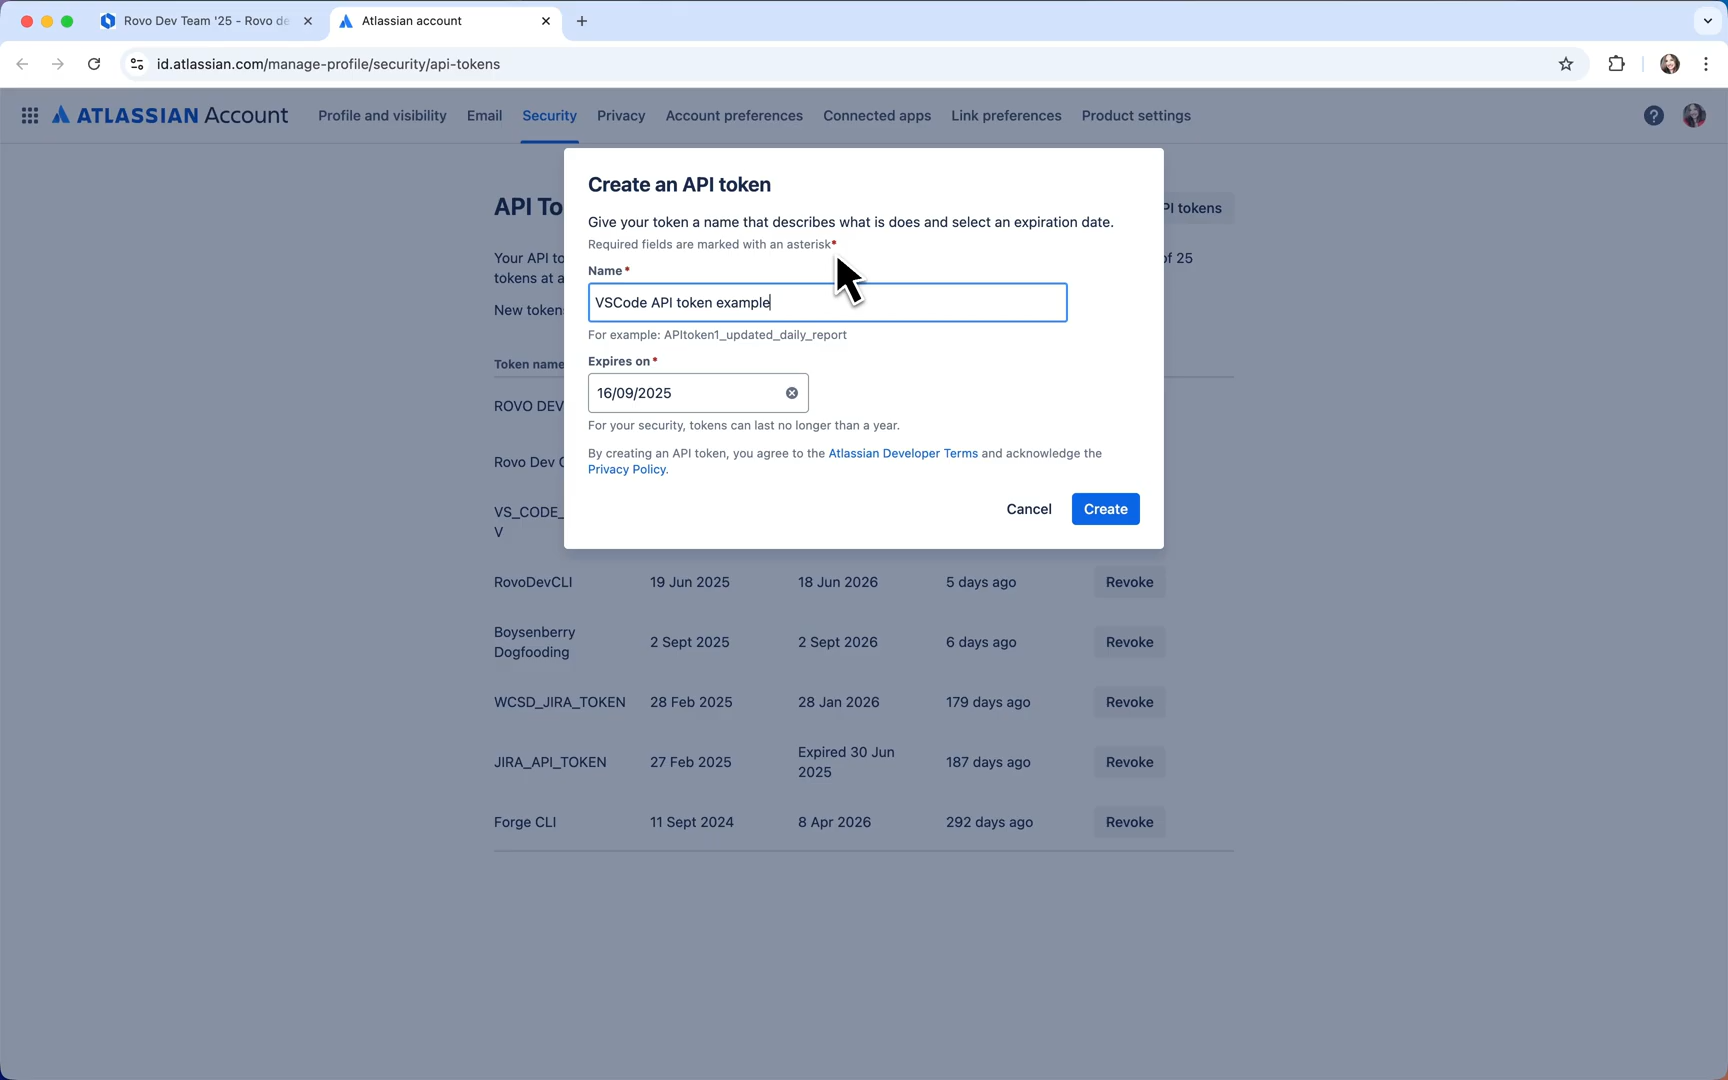 Rovo Dev Team '25 - Rovo de
Atlassian account
id.atlassian.com/manage-profile/security/api-tokens
ATLASSIAN Account
Profile and visibility
Email
Security
Privacy
Account preferences
Connected apps
Link preferences
Product settings
Create an API token
API To
PI tokens
Give your token a name that describes what is does and select an expiration date.
Required fields are marked with an asterisk*
Your API to
of 25
tokens at a
Name *
VSCode API token example
New token
For example: APItoken1_updated_daily_report
Expires on *
Token name
16/09/2025
ROVO DEV
For your security, tokens can last no longer than a year.
By creating an API token, you agree to the Atlassian Developer Terms and acknowledge the
Privacy Policy.
Rovo Dev C
Cancel
Create
VS_CODE_
V
RovoDevCLI 19 Jun 2025 18 Jun 2026 5 days ago Revoke
Boysenberry
Dogfooding 2 Sept 2025 2 Sept 2026 6 days ago Revoke
WCSD_JIRA_TOKEN 28 Feb 2025 28 Jan 2026 179 days ago Revoke
JIRA_API_TOKEN 27 Feb 2025 Expired 30 Jun
2025 187 days ago Revoke
Forge CLI 11 Sept 2024 8 Apr 2026 292 days ago Revoke